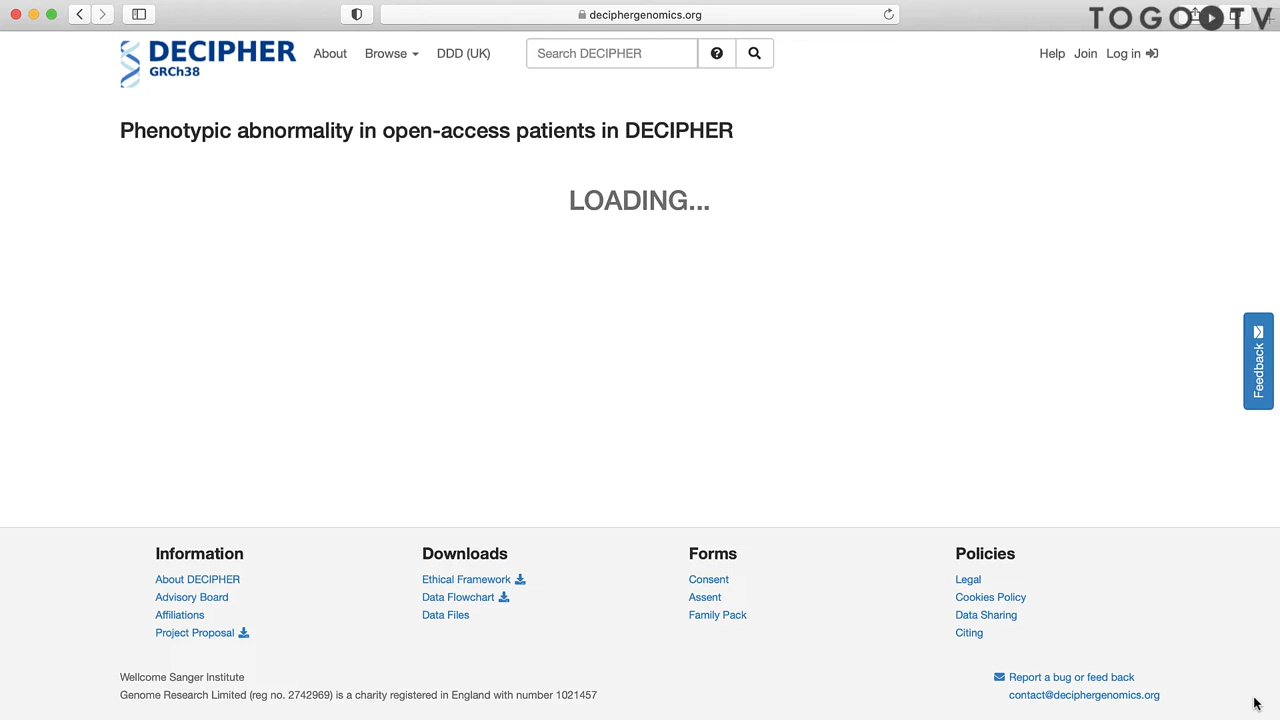 deciphergenomics.org
TOGO TV
DECIPHER
GRCh38
About
Browse
DDD (UK)
Search DECIPHER
Help
Join
Log in
Phenotypic abnormality in open-access patients in DECIPHER
LOADING...
Feedback
Information
About DECIPHER
Advisory Board
Affiliations
Project Proposal
Downloads
Ethical Framework
Data Flowchart
Data Files
Forms
Consent
Assent
Family Pack
Policies
Legal
Cookies Policy
Data Sharing
Citing
Wellcome Sanger Institute
Genome Research Limited (reg no. 2742969) is a charity registered in England with number 1021457
Report a bug or feed back
contact@deciphergenomics.org